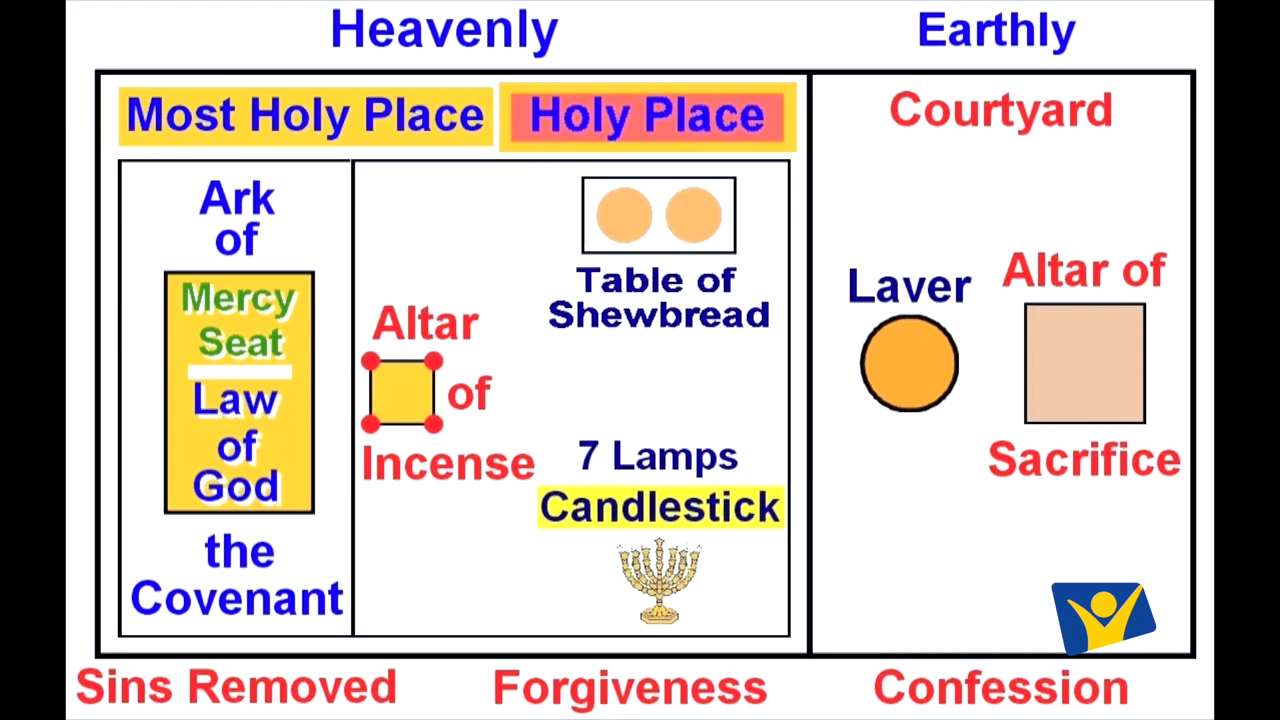 Heavenly
Earthly
Most Holy Place
Holy Place
Courtyard
Ark
of
Mercy
Seat
Law
of
God
the
Covenant
Altar
of
Incense
Table of
Shewbread
7 Lamps
Candlestick
Laver
Altar of
Sacrifice
Sins Removed
Forgiveness
Confession